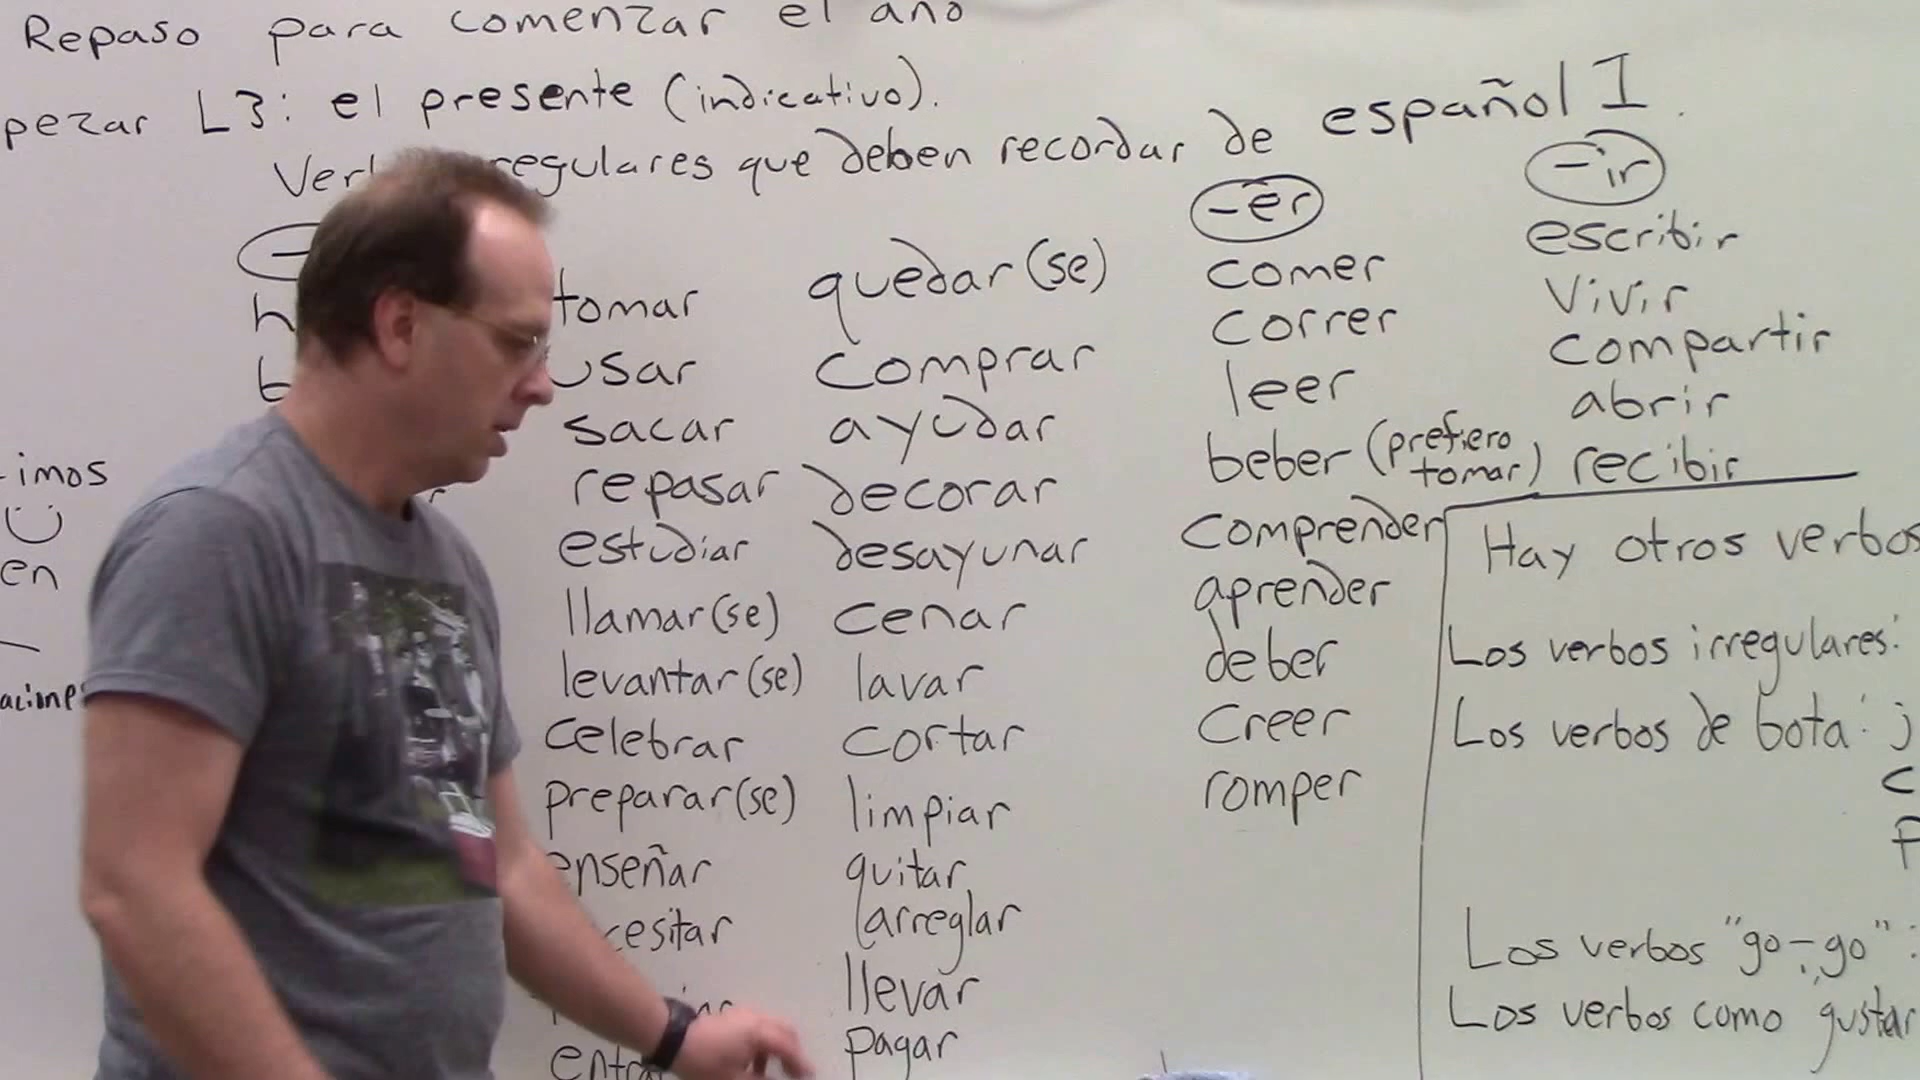 Repaso para comenzar el año
pezar L3: el presente (indicativo).
regulares que deben recordar de español I.
tomar
usar
sacar
repasar
estudiar
llamar(se)
levantar(se)
celebrar
preparar(se)
enseñar
cesitar
entra
quedar(se)
comprar
ayudar
decorar
desayunar
cenar
lavar
cortar
limpiar
quitar
arreglar
llevar
pagar
-er
comer
correr
leer
beber (prefiero tomar)
comprender
aprender
deber
creer
romper
-ir
escribir
vivir
compartir
abrir
recibir
Hay otros verbos
Los verbos irregulares:
Los verbos de bota: j
c
p
Los verbos "go-go":
Los verbos como gustar
imos
en